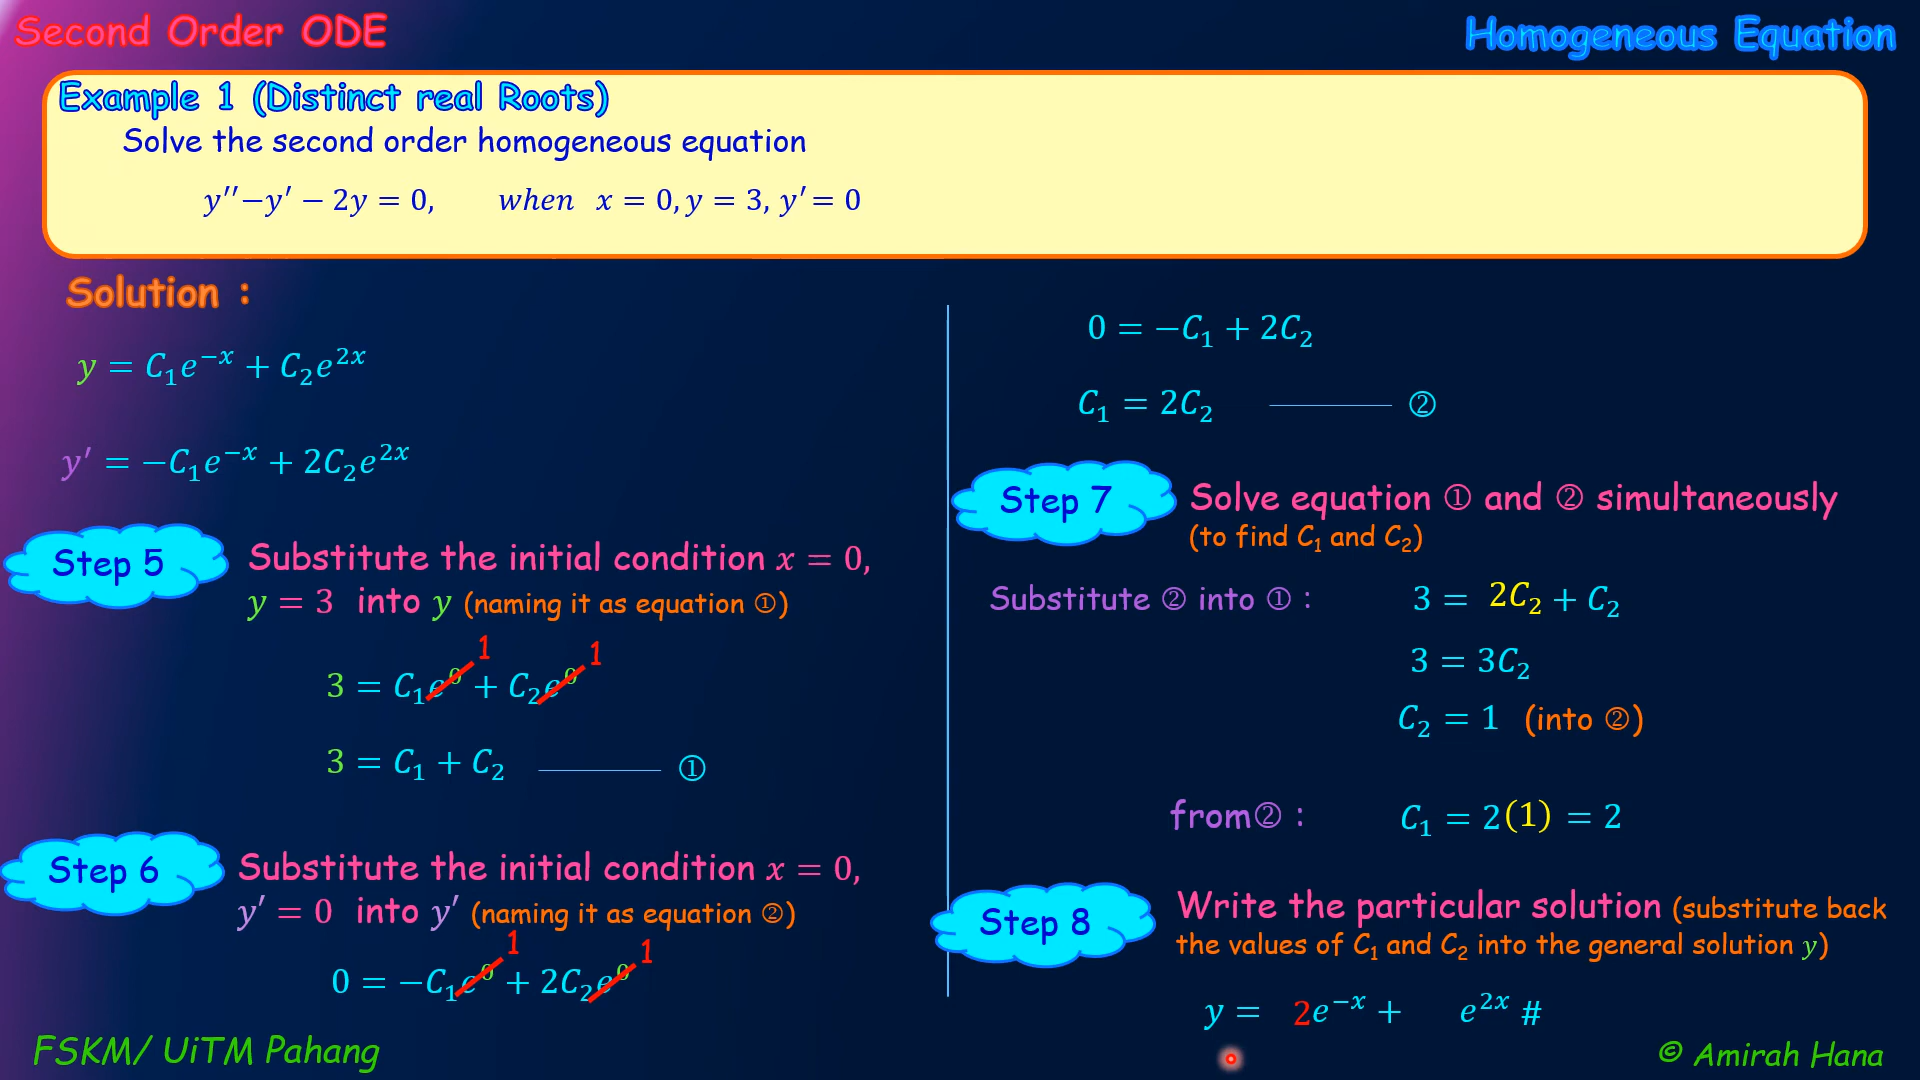 Second Order ODE
Homogeneous Equation
Example 1 (Distinct real Roots)
Solve the second order homogeneous equation
y′′−y′ − 2y = 0, when x = 0, y = 3, y′ = 0
Solution :
y = C₁e⁻ˣ + C₂e²ˣ
y′ = −C₁e⁻ˣ + 2C₂e²ˣ
Step 5
Substitute the initial condition x = 0,
y = 3 into y (naming it as equation ①)
1 1
3 = C₁e⁰ + C₂e⁰
3 = C₁ + C₂ ①
Step 6
Substitute the initial condition x = 0,
y′ = 0 into y′ (naming it as equation ②)
1 1
0 = −C₁e⁰ + 2C₂e⁰
0 = −C₁ + 2C₂
C₁ = 2C₂ ②
Step 7
Solve equation ① and ② simultaneously
(to find C₁ and C₂)
Substitute ② into ① : 3 = 2C₂ + C₂
3 = 3C₂
C₂ = 1 (into ②)
from② : C₁ = 2(1) = 2
Step 8
Write the particular solution (substitute back
the values of C₁ and C₂ into the general solution y)
y = 2e⁻ˣ + e²ˣ #
FSKM/ UiTM Pahang
© Amirah Hana